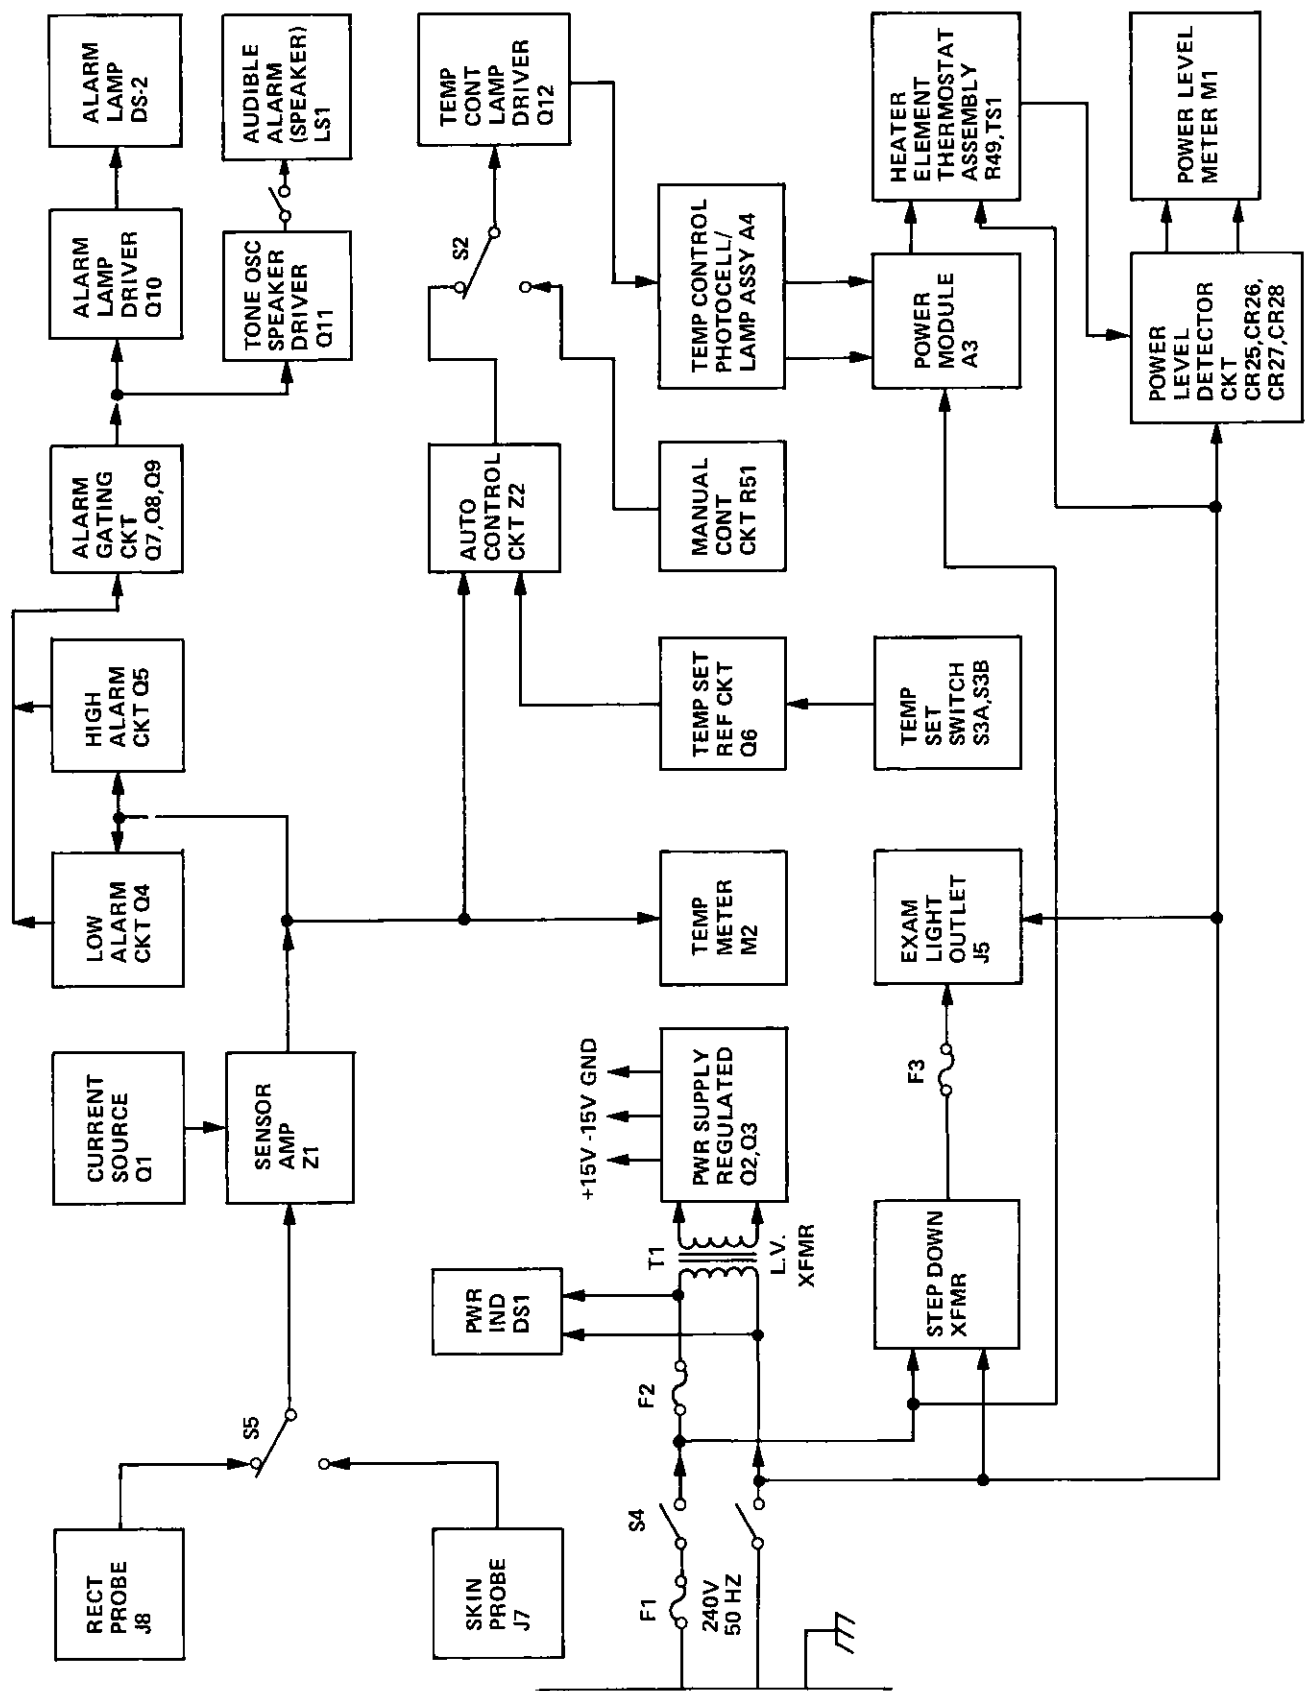 RECT
PROBE
J8
SKIN
PROBE
J7
S5
F1
S4
240V
50 HZ
F2
PWR
IND
DS1
T1
L.V.
XFMR
CURRENT
SOURCE
Q1
SENSOR
AMP
Z1
+15V -15V GND
PWR SUPPLY
REGULATED
Q2,Q3
STEP DOWN
XFMR
F3
LOW
ALARM
CKT Q4
TEMP
METER
M2
EXAM
LIGHT
OUTLET
J5
HIGH
ALARM
CKT Q5
TEMP SET
REF CKT
Q6
TEMP
SET
SWITCH
S3A,S3B
ALARM
GATING
CKT
Q7,Q8,Q9
AUTO
CONTROL
CKT Z2
MANUAL
CONT
CKT R51
ALARM
LAMP
DRIVER
Q10
TONE OSC
SPEAKER
DRIVER
Q11
S2
TEMP CONTROL
PHOTOCELL/
LAMP ASSY A4
POWER
MODULE
A3
POWER
LEVEL
DETECTOR
CKT
CR25,CR26,
CR27,CR28
ALARM
LAMP
DS-2
AUDIBLE
ALARM
(SPEAKER)
LS1
TEMP
CONT
LAMP
DRIVER
Q12
HEATER
ELEMENT
THERMOSTAT
ASSEMBLY
R49,TS1
POWER LEVEL
METER M1